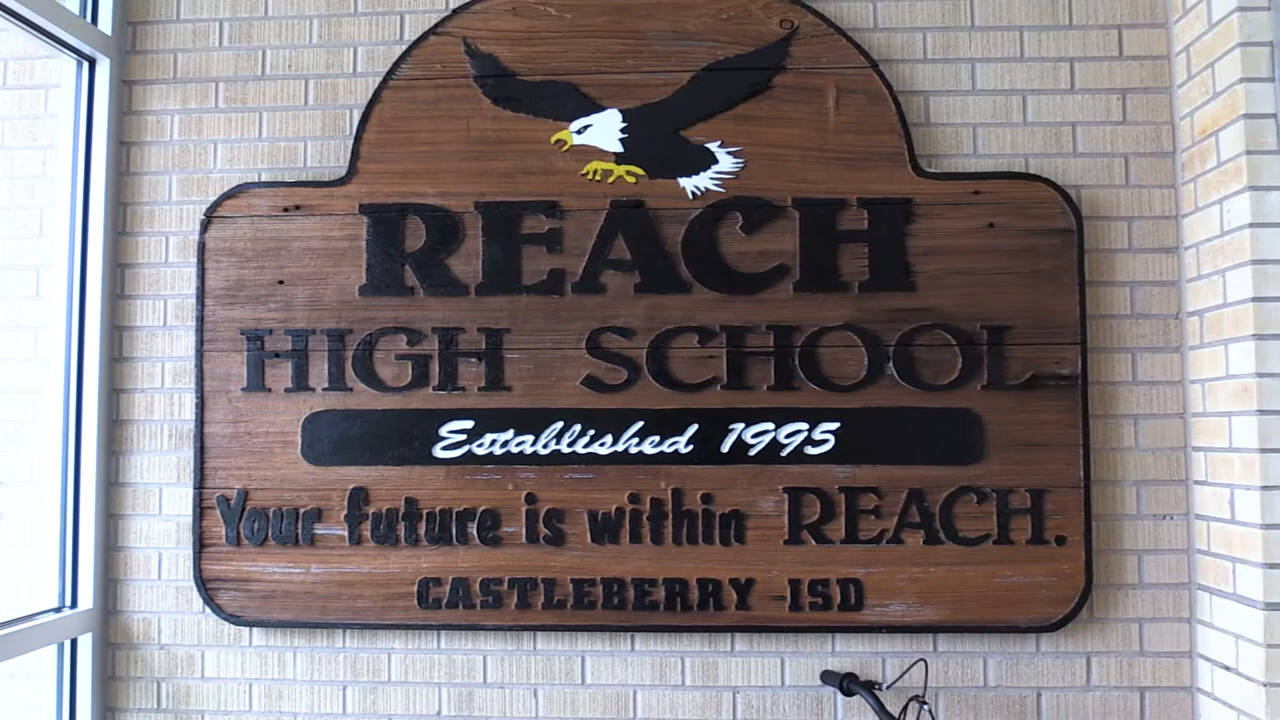 REACH
HIGH SCHOOL
Established 1995
Your future is within REACH.
CASTLEBERRY ISD